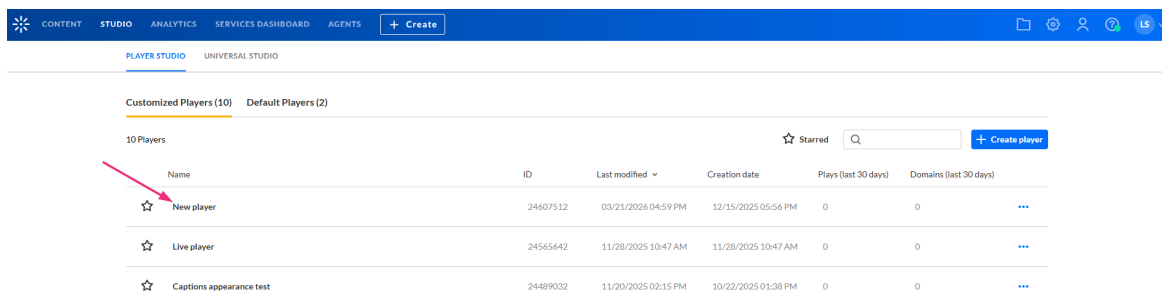 CONTENT STUDIO ANALYTICS SERVICES DASHBOARD AGENTS + Create LS
PLAYER STUDIO UNIVERSAL STUDIO
Customized Players (10) Default Players (2)
10 Players Starred + Create player
Name ID Last modified Creation date Plays (last 30 days) Domains (last 30 days)
New player 24607512 03/21/2026 04:59 PM 12/15/2025 05:56 PM 0 0
Live player 24565642 11/28/2025 10:47 AM 11/28/2025 10:47 AM 0 0
Captions appearance test 24489032 11/20/2025 02:15 PM 10/22/2025 01:38 PM 0 0